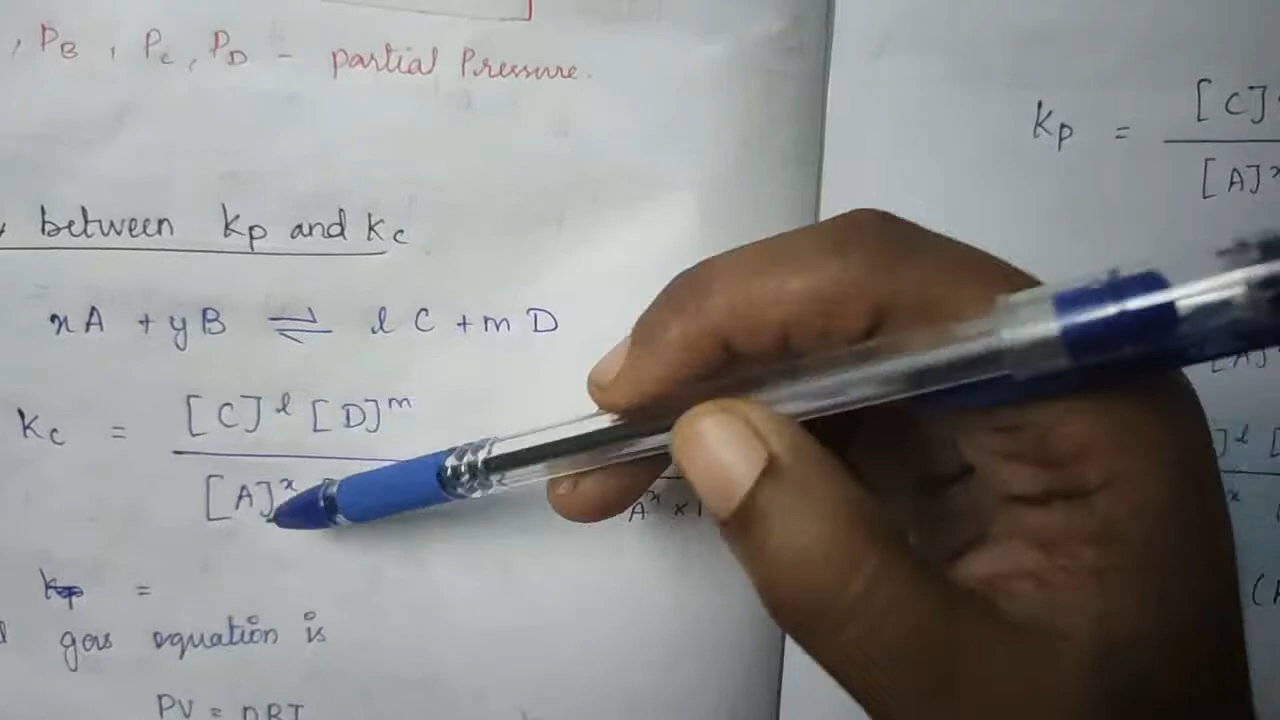 , PB, Pc, PD - partial Pressure.
between Kp and Kc
xA + yB ⇌ lC + mD
Kc = [C]^l [D]^m
[A]^x
Kp =
gas equation is
PV = nRT
A^x ×
Kp = [C]
[A]^x